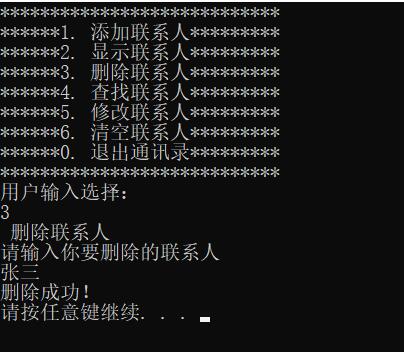 ****************************
******1. 添加联系人*********
******2. 显示联系人*********
******3. 删除联系人*********
******4. 查找联系人*********
******5. 修改联系人*********
******6. 清空联系人*********
******0. 退出通讯录*********
****************************
用户输入选择:
3
删除联系人
请输入你要删除的联系人
张三
删除成功！
请按任意键继续. . .